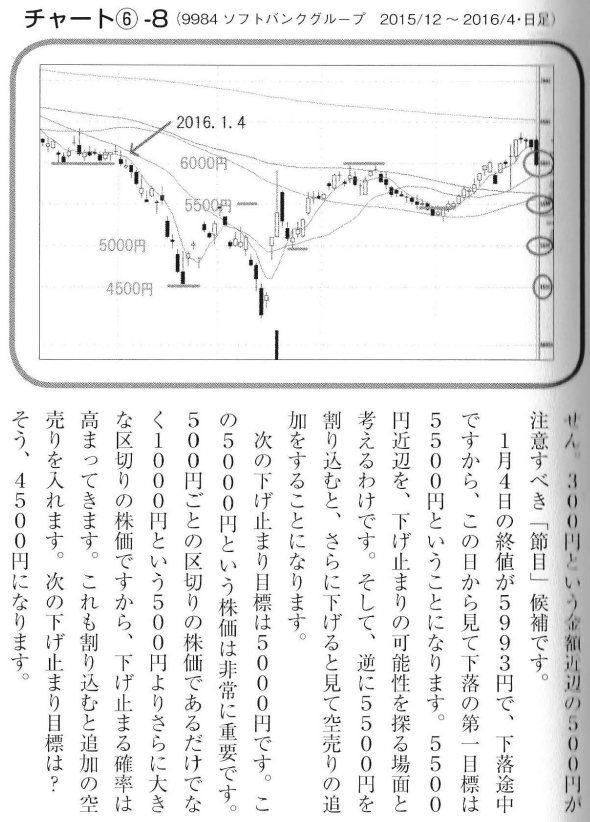 チャート⑥-8(9984 ソフトバンクグループ 2015/12～2016/4・日足)
2016.1.4
6000円
5500円
5000円
4500円
せん。300円という金額近辺の500円が
注意すべき「節目」候補です。
1月4日の終値が5993円で、下落途中
ですから、この日から見て下落の第一目標は
5500円ということになります。5500
円近辺を、下げ止まりの可能性を探る場面と
考えるわけです。そして、逆に5500円を
割り込むと、さらに下げると見て空売りの追
加をすることになります。
次の下げ止まり目標は5000円です。こ
の5000円という株価は非常に重要です。
500円ごとの区切りの株価であるだけでな
く1000円という500円よりさらに大き
な区切りの株価ですから、下げ止まる確率は
高まってきます。これも割り込むと追加の空
売りを入れます。次の下げ止まり目標は?
そう、4500円になります。